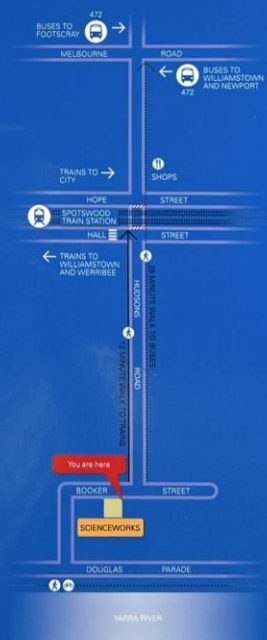 472
BUSES TO
FOOTSCRAY
MELBOURNE ROAD
BUSES TO
WILLIAMSTOWN
AND NEWPORT
472
TRAINS TO
CITY
SHOPS
HOPE STREET
SPOTSWOOD
TRAIN STATION
HALL STREET
TRAINS TO
WILLIAMSTOWN
AND WERRIBEE
HUDSONS ROAD
25 MINUTE WALK TO BUSES
12 MINUTE WALK TO TRAINS
You are here
BOOKER STREET
SCIENCEWORKS
DOUGLAS PARADE
YARRA RIVER